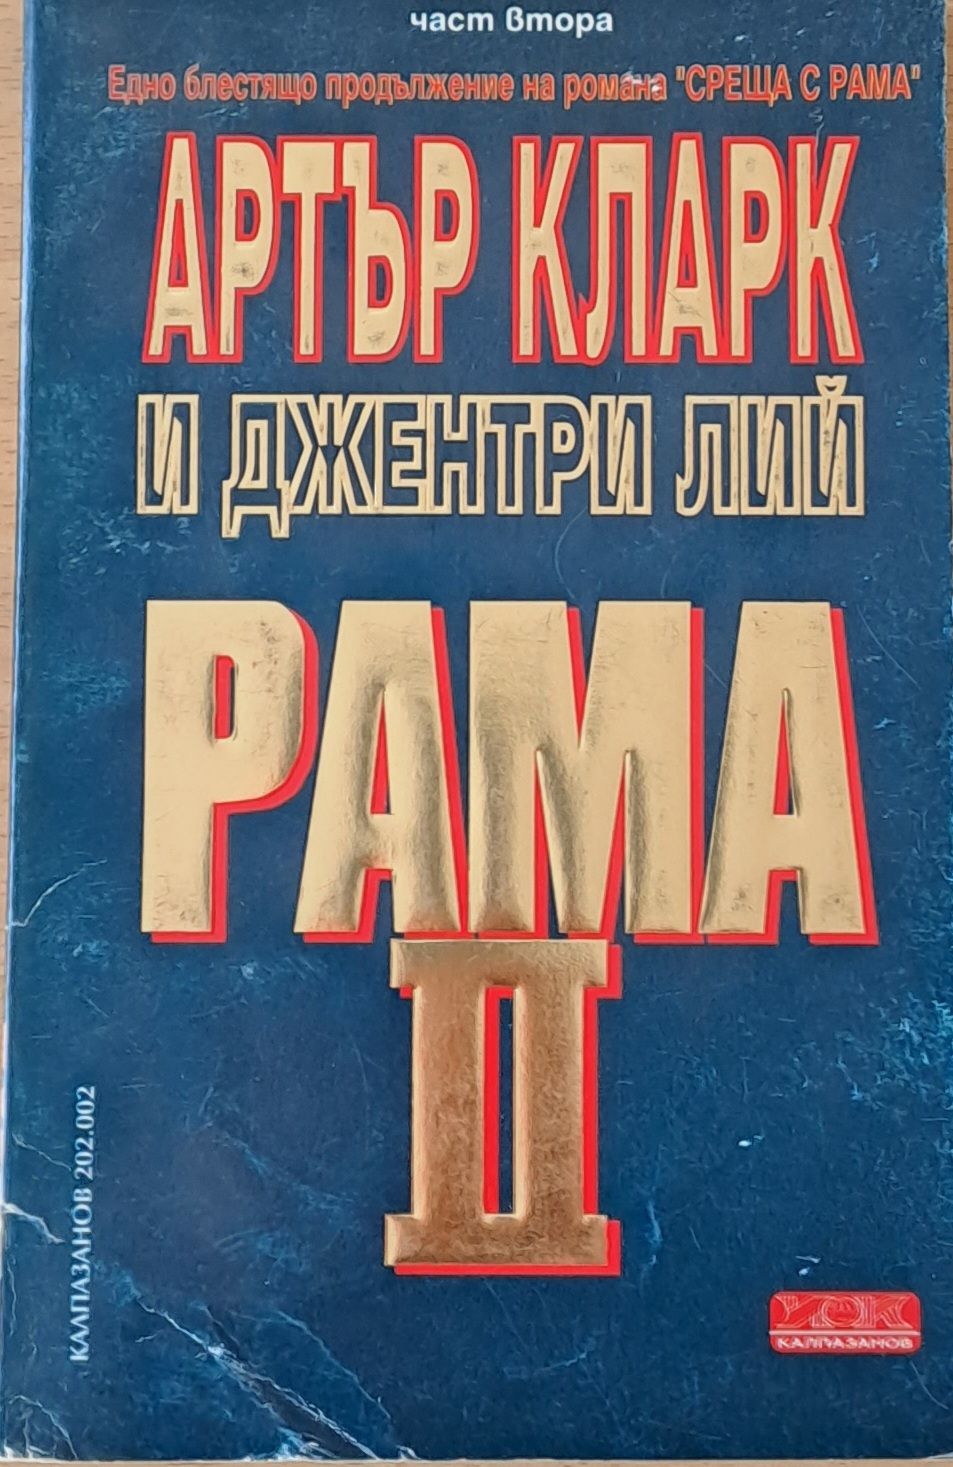 част втора
Едно блестящо продължение на романа "СРЕЩА С РАМА"
АРТЪР КЛАРК
И ДЖЕНТРИ ЛИЙ
РАМА
II
КАЛПАЗАНОВ 202.002
ИК
КАЛПАЗАНОВ